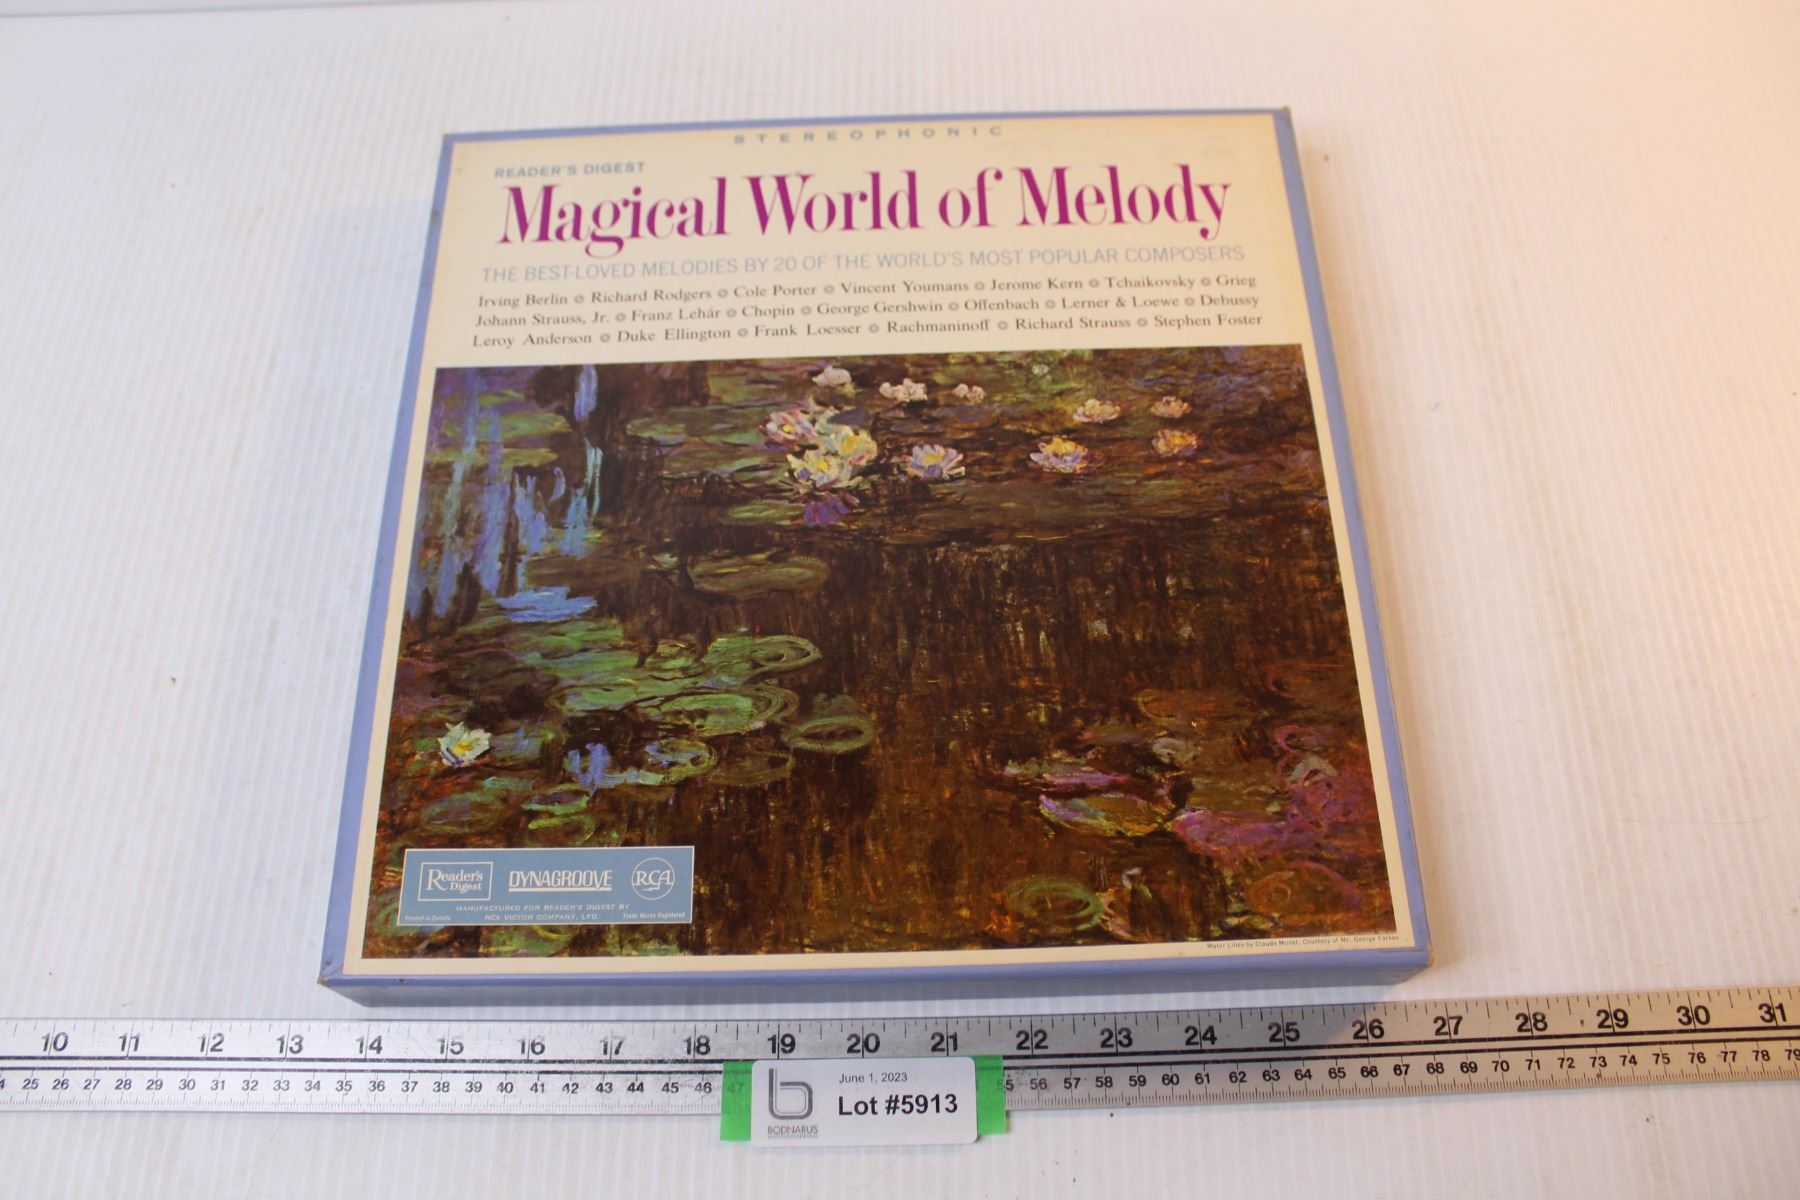 STEREOPHONIC
READER'S DIGEST
Magical World of Melody
THE BEST-LOVED MELODIES BY 20 OF THE WORLD'S MOST POPULAR COMPOSERS
Irving Berlin Richard Rodgers Cole Porter Vincent Youmans Jerome Kern Tchaikovsky Grieg
Johann Strauss, Jr. Franz Lehár Chopin George Gershwin Offenbach Lerner & Loewe Debussy
Leroy Anderson Duke Ellington Frank Loesser Rachmaninoff Richard Strauss Stephen Foster
Reader's Digest
DYNAGROOVE
RCA
MANUFACTURED FOR READER'S DIGEST BY
Printed in Canada RCA VICTOR COMPANY, LTD. Trade Marks Registered
Water Lilies by Claude Monet, Courtesy of Mr. George Farkas
10 11 12 13 14 15 16 17 18 19 20 21 22 23 24 25 26 27 28 29 30 31
25 26 27 28 29 30 31 32 33 34 35 36 37 38 39 40 41 42 43 44 45 46 47 55 56 57 58 59 60 61 62 63 64 65 66 67 68 69 70 71 72 73 74 75 76 77 78 79
June 1, 2023
Lot #5913
BODNARUS